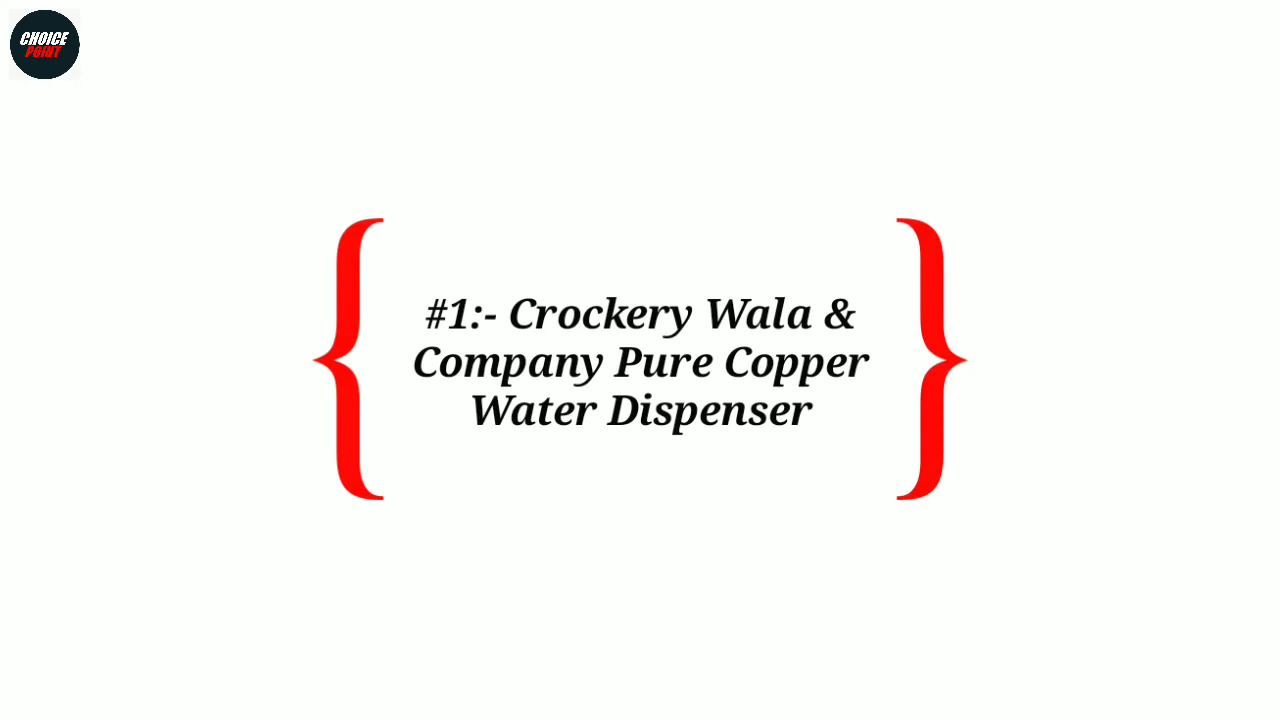 CHOICE
POINT
#1:- Crockery Wala &
Company Pure Copper
Water Dispenser